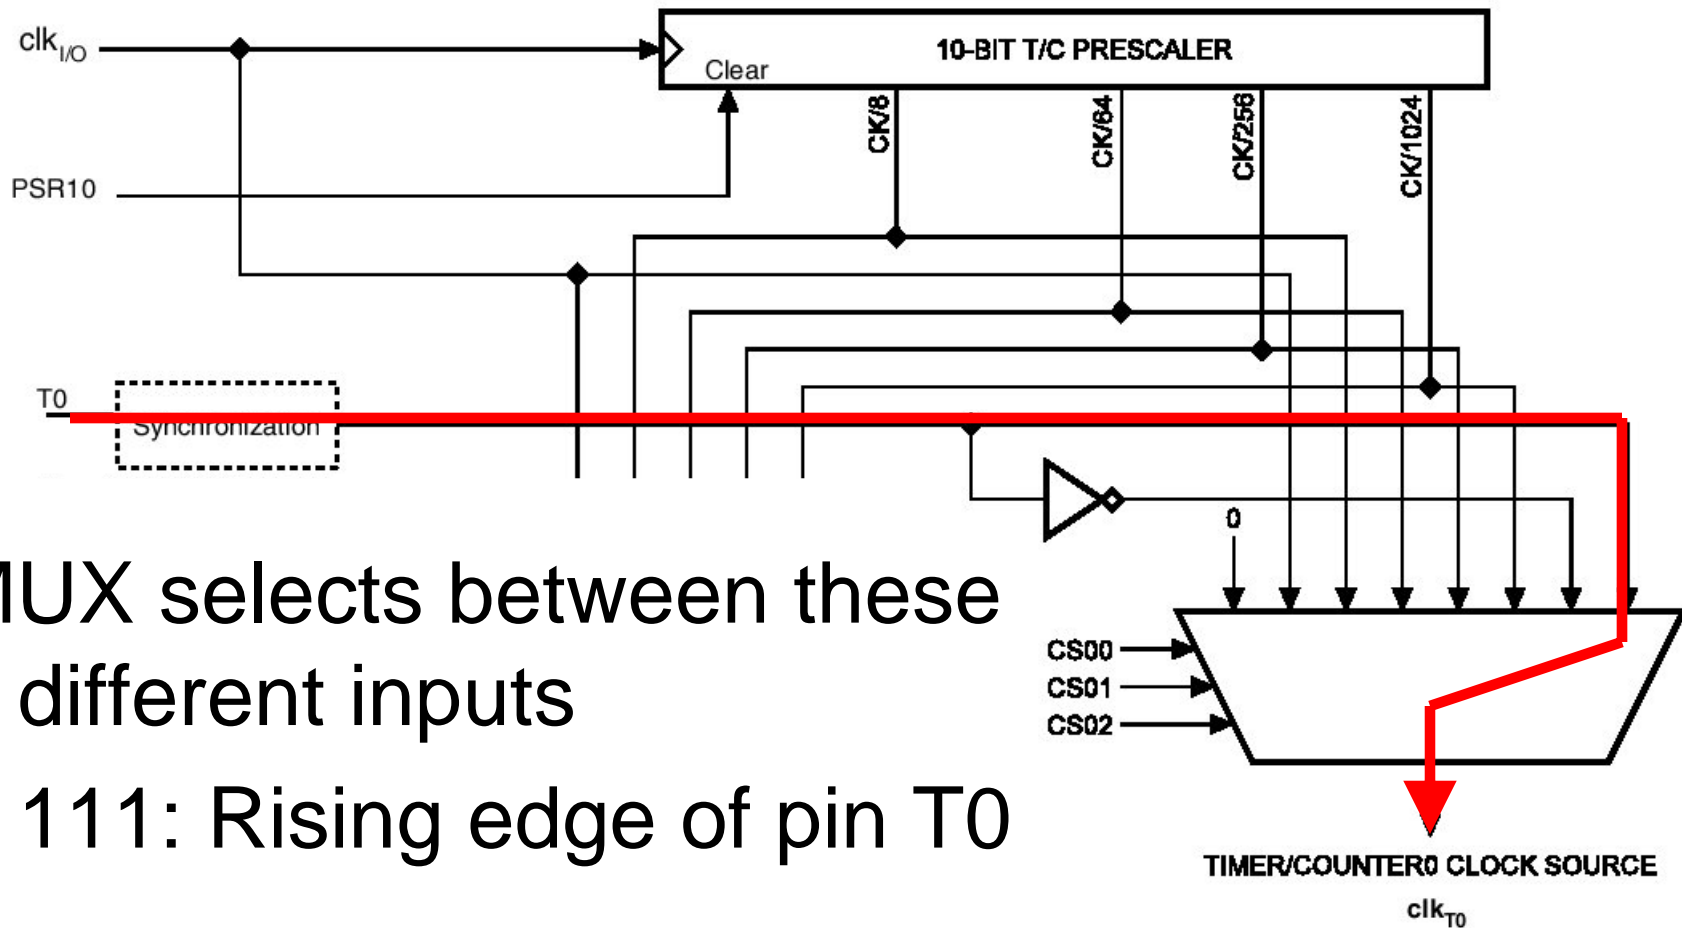 clkI/O
10-BIT T/C PRESCALER
Clear
CK/8
CK/64
CK/256
CK/1024
PSR10
T0
Synchronization
0
MUX selects between these
different inputs
CS00
CS01
CS02
111: Rising edge of pin T0
TIMER/COUNTER0 CLOCK SOURCE
clkT0